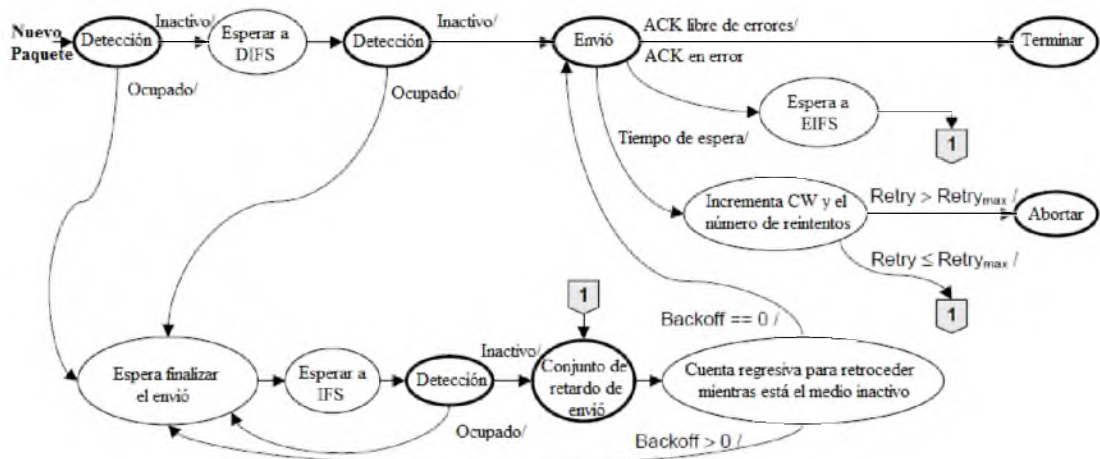 Nuevo
Paquete
Detección
Inactivo/
Esperar a
DIFS
Detección
Inactivo/
Envió
ACK libre de errores/
Terminar
ACK en error
Ocupado/
Ocupado/
Espera a
EIFS
1
Tiempo de espera/
Incrementa CW y el
número de reintentos
Retry > Retrymax /
Abortar
Retry ≤ Retrymax /
1
1
Backoff == 0 /
Espera finalizar
el envió
Esperar a
IFS
Detección
Inactivo/
Conjunto de
retardo de
envió
Cuenta regresiva para retroceder
mientras está el medio inactivo
Ocupado/
Backoff > 0 /